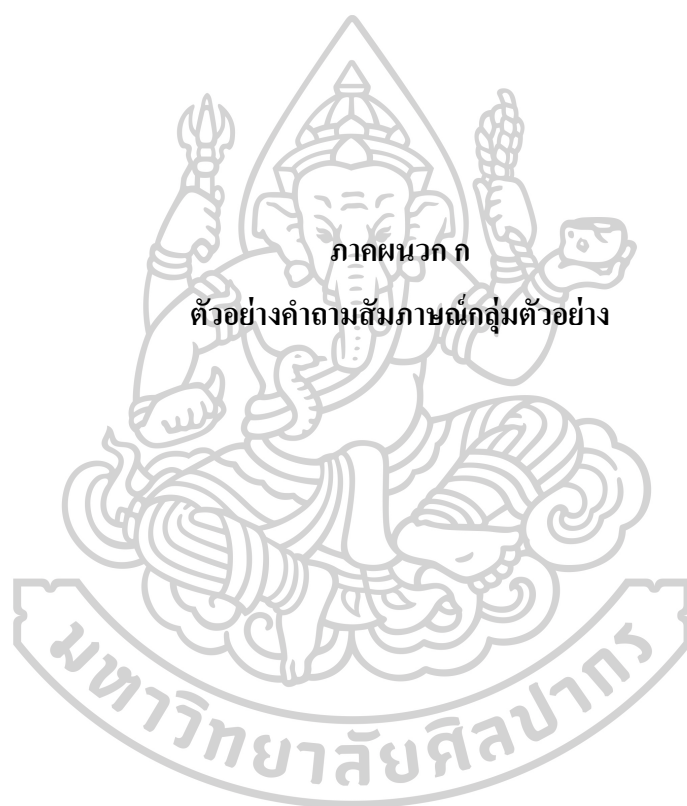 ภาคผนวก ก
ตัวอย่างคำถามสัมภาษณ์กลุ่มตัวอย่าง
มหาวิทยาลัยศิลปากร